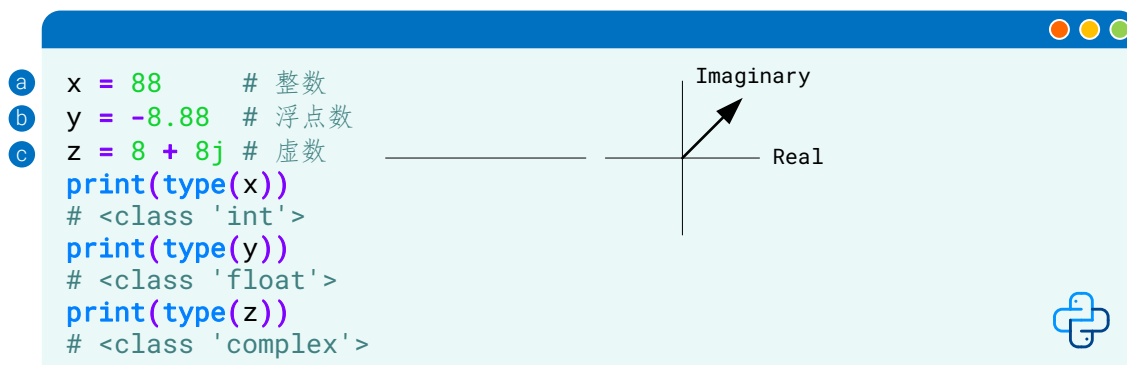 a x = 88 # 整数
b y = -8.88 # 浮点数
c z = 8 + 8j # 虚数
print(type(x))
# <class 'int'>
print(type(y))
# <class 'float'>
print(type(z))
# <class 'complex'>
Imaginary
Real